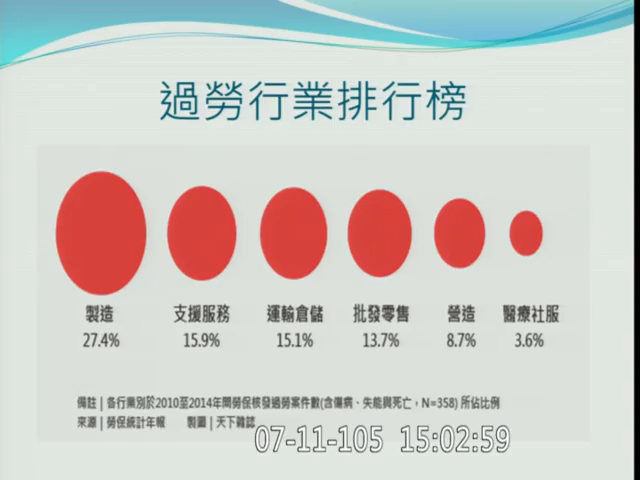 過勞行業排行榜
製造 支援服務 運輸倉儲 批發零售 營造 醫療社服
27.4% 15.9% 15.1% 13.7% 8.7% 3.6%
備註｜各行業別於2010至2014年間勞保核發過勞案件數(含傷病、失能與死亡，N=358) 所佔比例
來源｜勞保統計年報 製圖｜天下雜誌
07-11-105 15:02:59